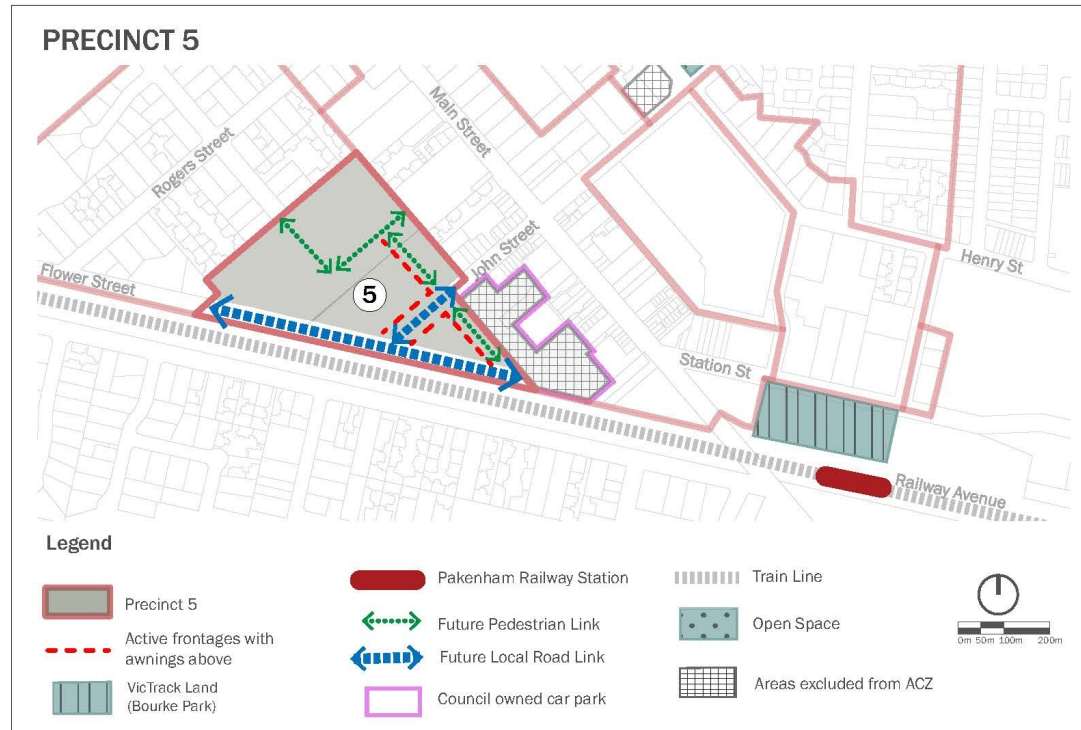 PRECINCT 5
Main Street
Rogers Street
John Street
Flower Street
Henry St
5
Station St
Railway Avenue
Legend
Precinct 5
Active frontages with
awnings above
VicTrack Land
(Bourke Park)
Pakenham Railway Station
Future Pedestrian Link
Future Local Road Link
Council owned car park
Train Line
Open Space
Areas excluded from ACZ
0m 50m 100m 200m